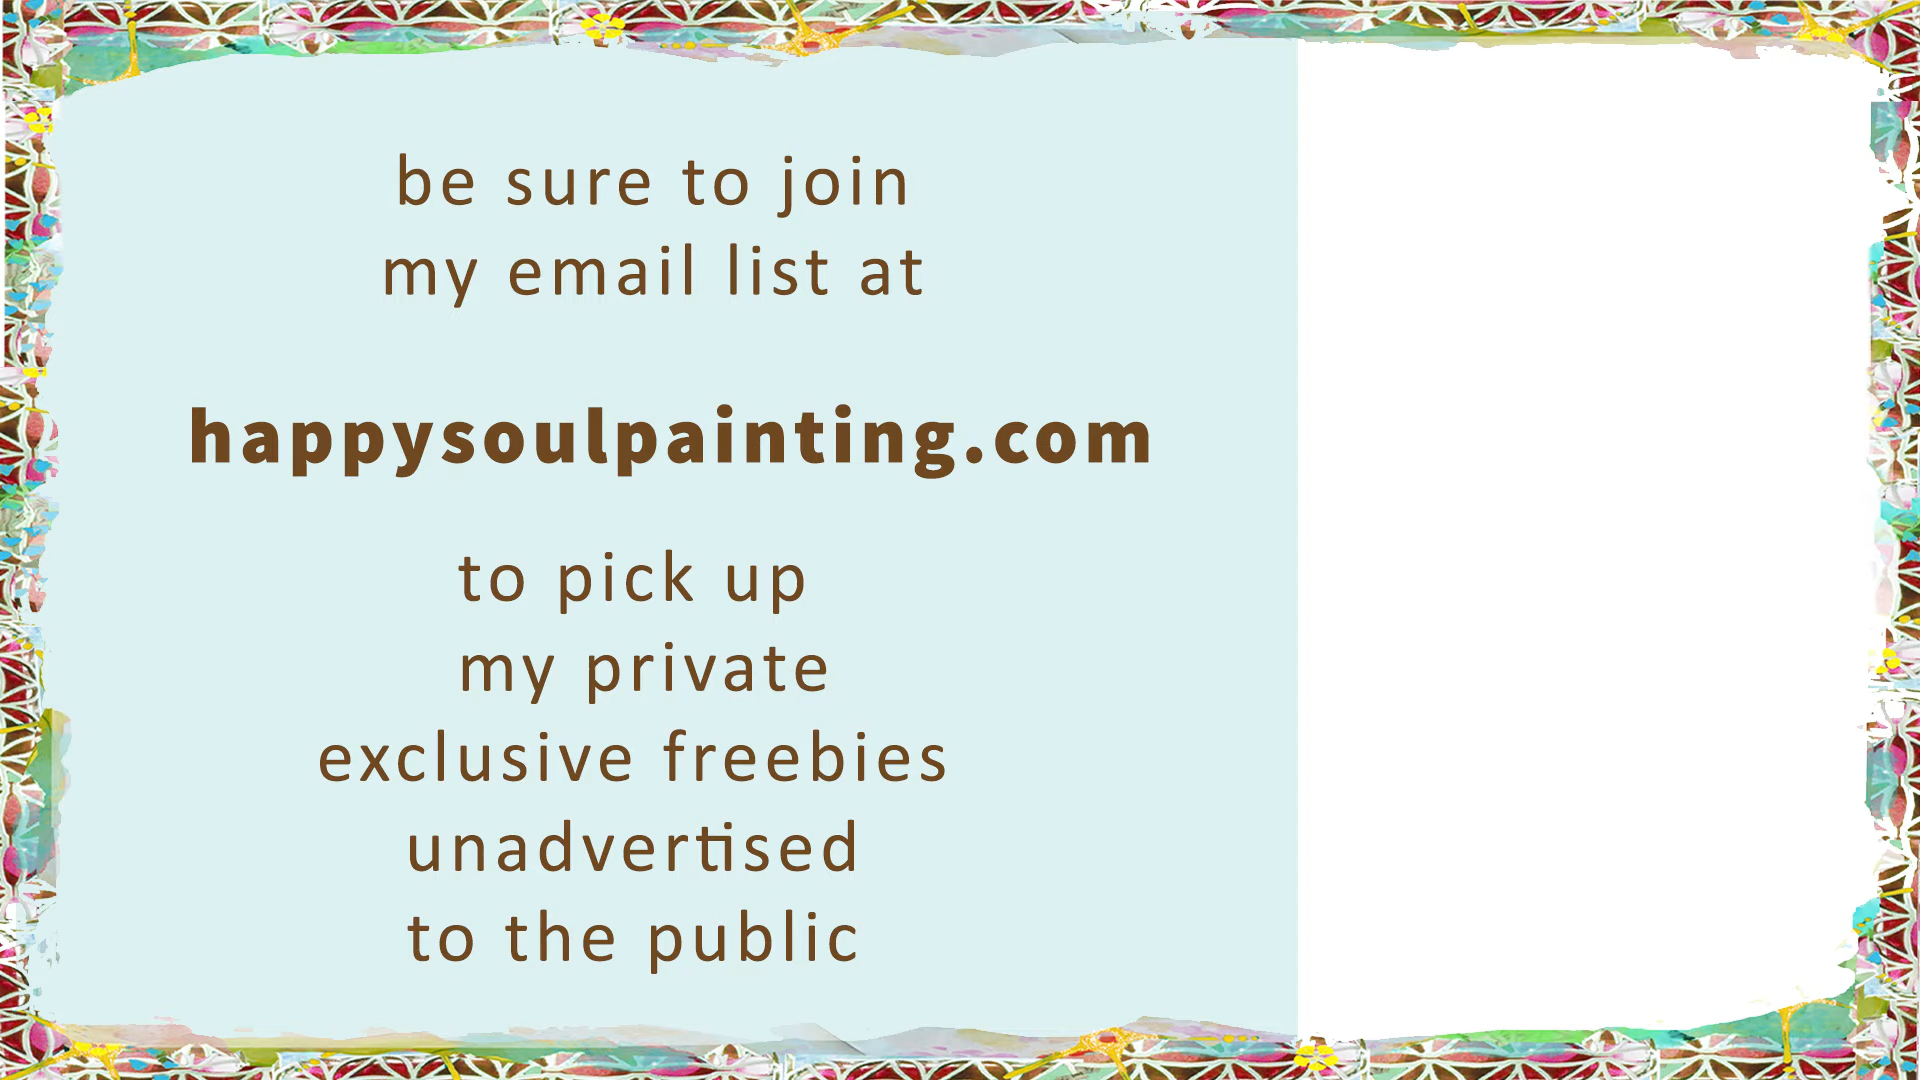 be sure to join
my email list at
happysoulpainting.com
to pick up
my private
exclusive freebies
unadvertised
to the public